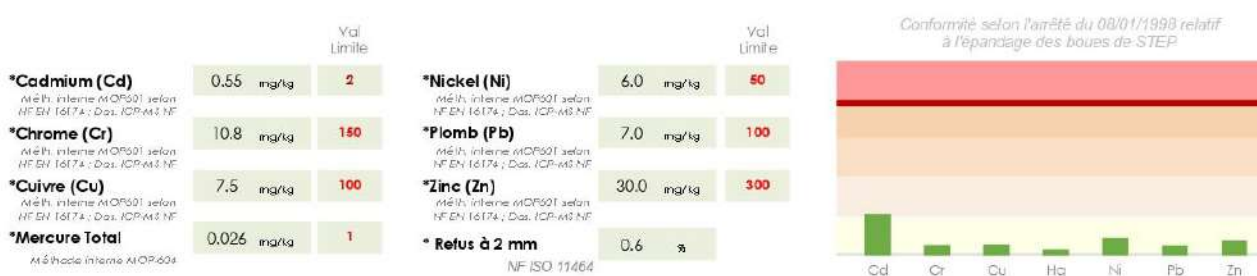 Val
Limite
*Cadmium (Cd) 0.55 mg/kg 2
Méth. interne MOP601 selon
NF EN 16174 ; Dos. ICP-MS NF
*Chrome (Cr) 10.8 mg/kg 150
Méth. interne MOP601 selon
NF EN 16174 ; Dos. ICP-MS NF
*Cuivre (Cu) 7.5 mg/kg 100
Méth. interne MOP601 selon
NF EN 16174 ; Dos. ICP-MS NF
*Mercure Total 0.026 mg/kg 1
Méthode interne MOP-604
Val
Limite
*Nickel (Ni) 6.0 mg/kg 50
Méth. interne MOP601 selon
NF EN 16174 ; Dos. ICP-MS NF
*Plomb (Pb) 7.0 mg/kg 100
Méth. interne MOP601 selon
NF EN 16174 ; Dos. ICP-MS NF
*Zinc (Zn) 30.0 mg/kg 300
Méth. interne MOP601 selon
NF EN 16174 ; Dos. ICP-MS NF
* Refus à 2 mm 0.6 %
NF ISO 11464
Conformité selon l'arrêté du 08/01/1998 relatif
à l'épandage des boues de STEP
Cd Cr Cu Hg Ni Pb Zn